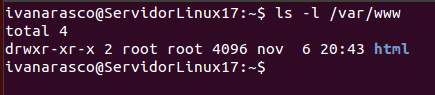 ivanarasco@ServidorLinux17:~$ ls -l /var/www
total 4
drwxr-xr-x 2 root root 4096 nov  6 20:43 html
ivanarasco@ServidorLinux17:~$